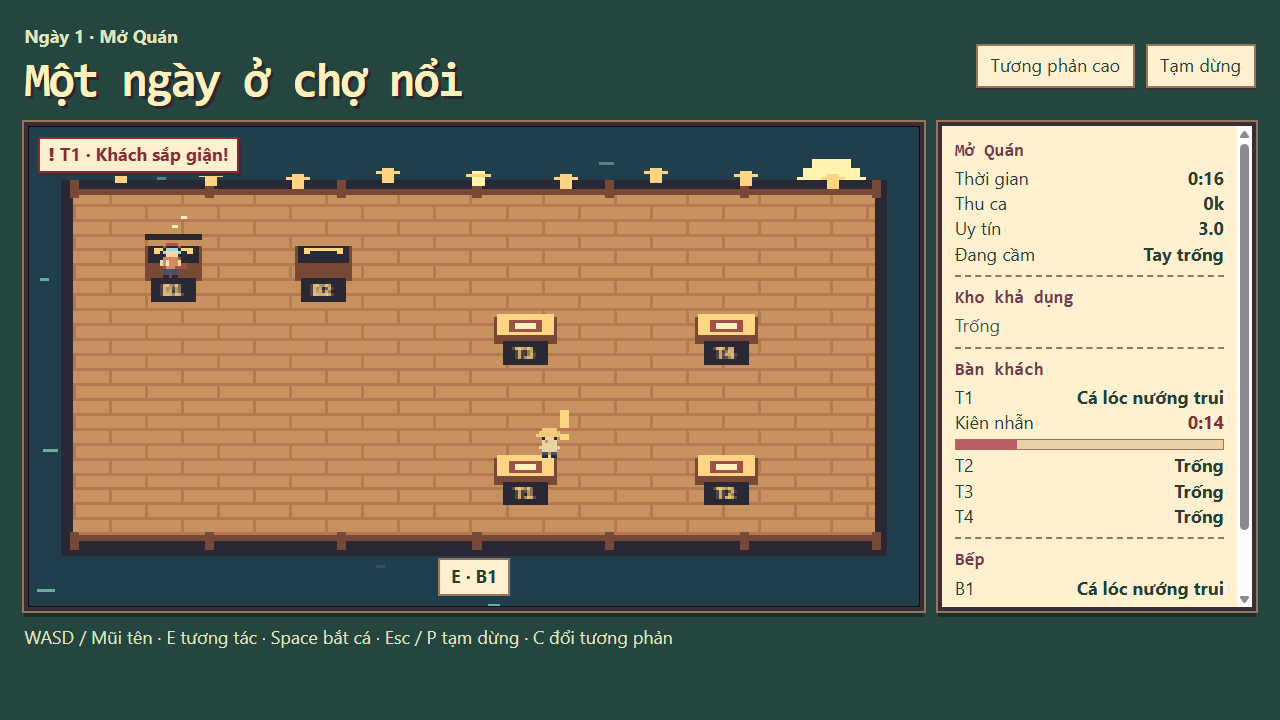 Ngày 1 · Mở Quán
Một ngày ở chợ nổi
Tương phản cao
Tạm dừng
! T1 · Khách sắp giận!
B1
B2
T3
T4
T1
T2
E · B1
Mở Quán
Thời gian 0:16
Thu ca 0k
Uy tín 3.0
Đang cầm Tay trống
Kho khả dụng
Trống
Bàn khách
T1 Cá lóc nướng trui
Kiên nhẫn 0:14
T2 Trống
T3 Trống
T4 Trống
Bếp
B1 Cá lóc nướng trui
WASD / Mũi tên · E tương tác · Space bắt cá · Esc / P tạm dừng · C đổi tương phản